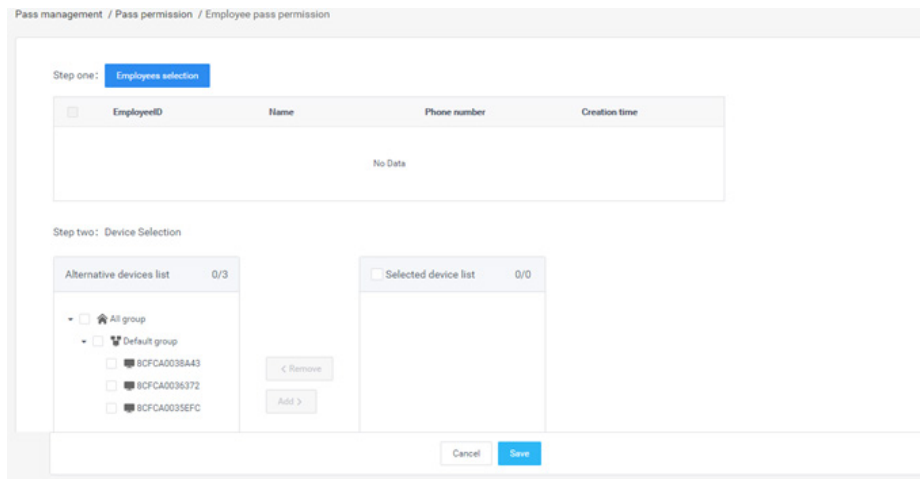 Pass management / Pass permission / Employee pass permission
Step one: Employees selection
EmployeeID Name Phone number Creation time
No Data
Step two: Device Selection
Alternative devices list 0/3
Selected device list 0/0
All group
Default group
8CFCA0038A43
8CFCA0036372
8CFCA0035EFC
< Remove
Add >
Cancel Save